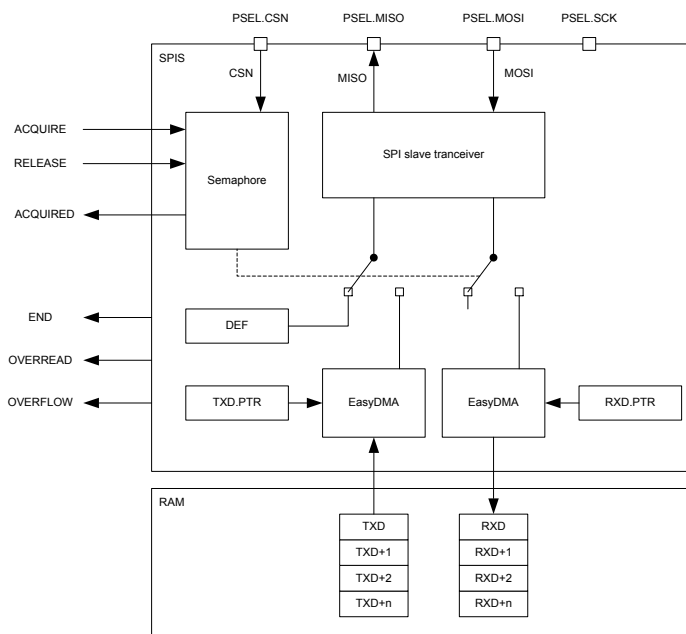 PSEL.CSN PSEL.MISO PSEL.MOSI PSEL.SCK
SPIS
CSN
MISO
MOSI
ACQUIRE
RELEASE
ACQUIRED
Semaphore
SPI slave tranceiver
END
OVERREAD
OVERFLOW
DEF
TXD.PTR
EasyDMA
EasyDMA
RXD.PTR
RAM
TXD
TXD+1
TXD+2
TXD+n
RXD
RXD+1
RXD+2
RXD+n